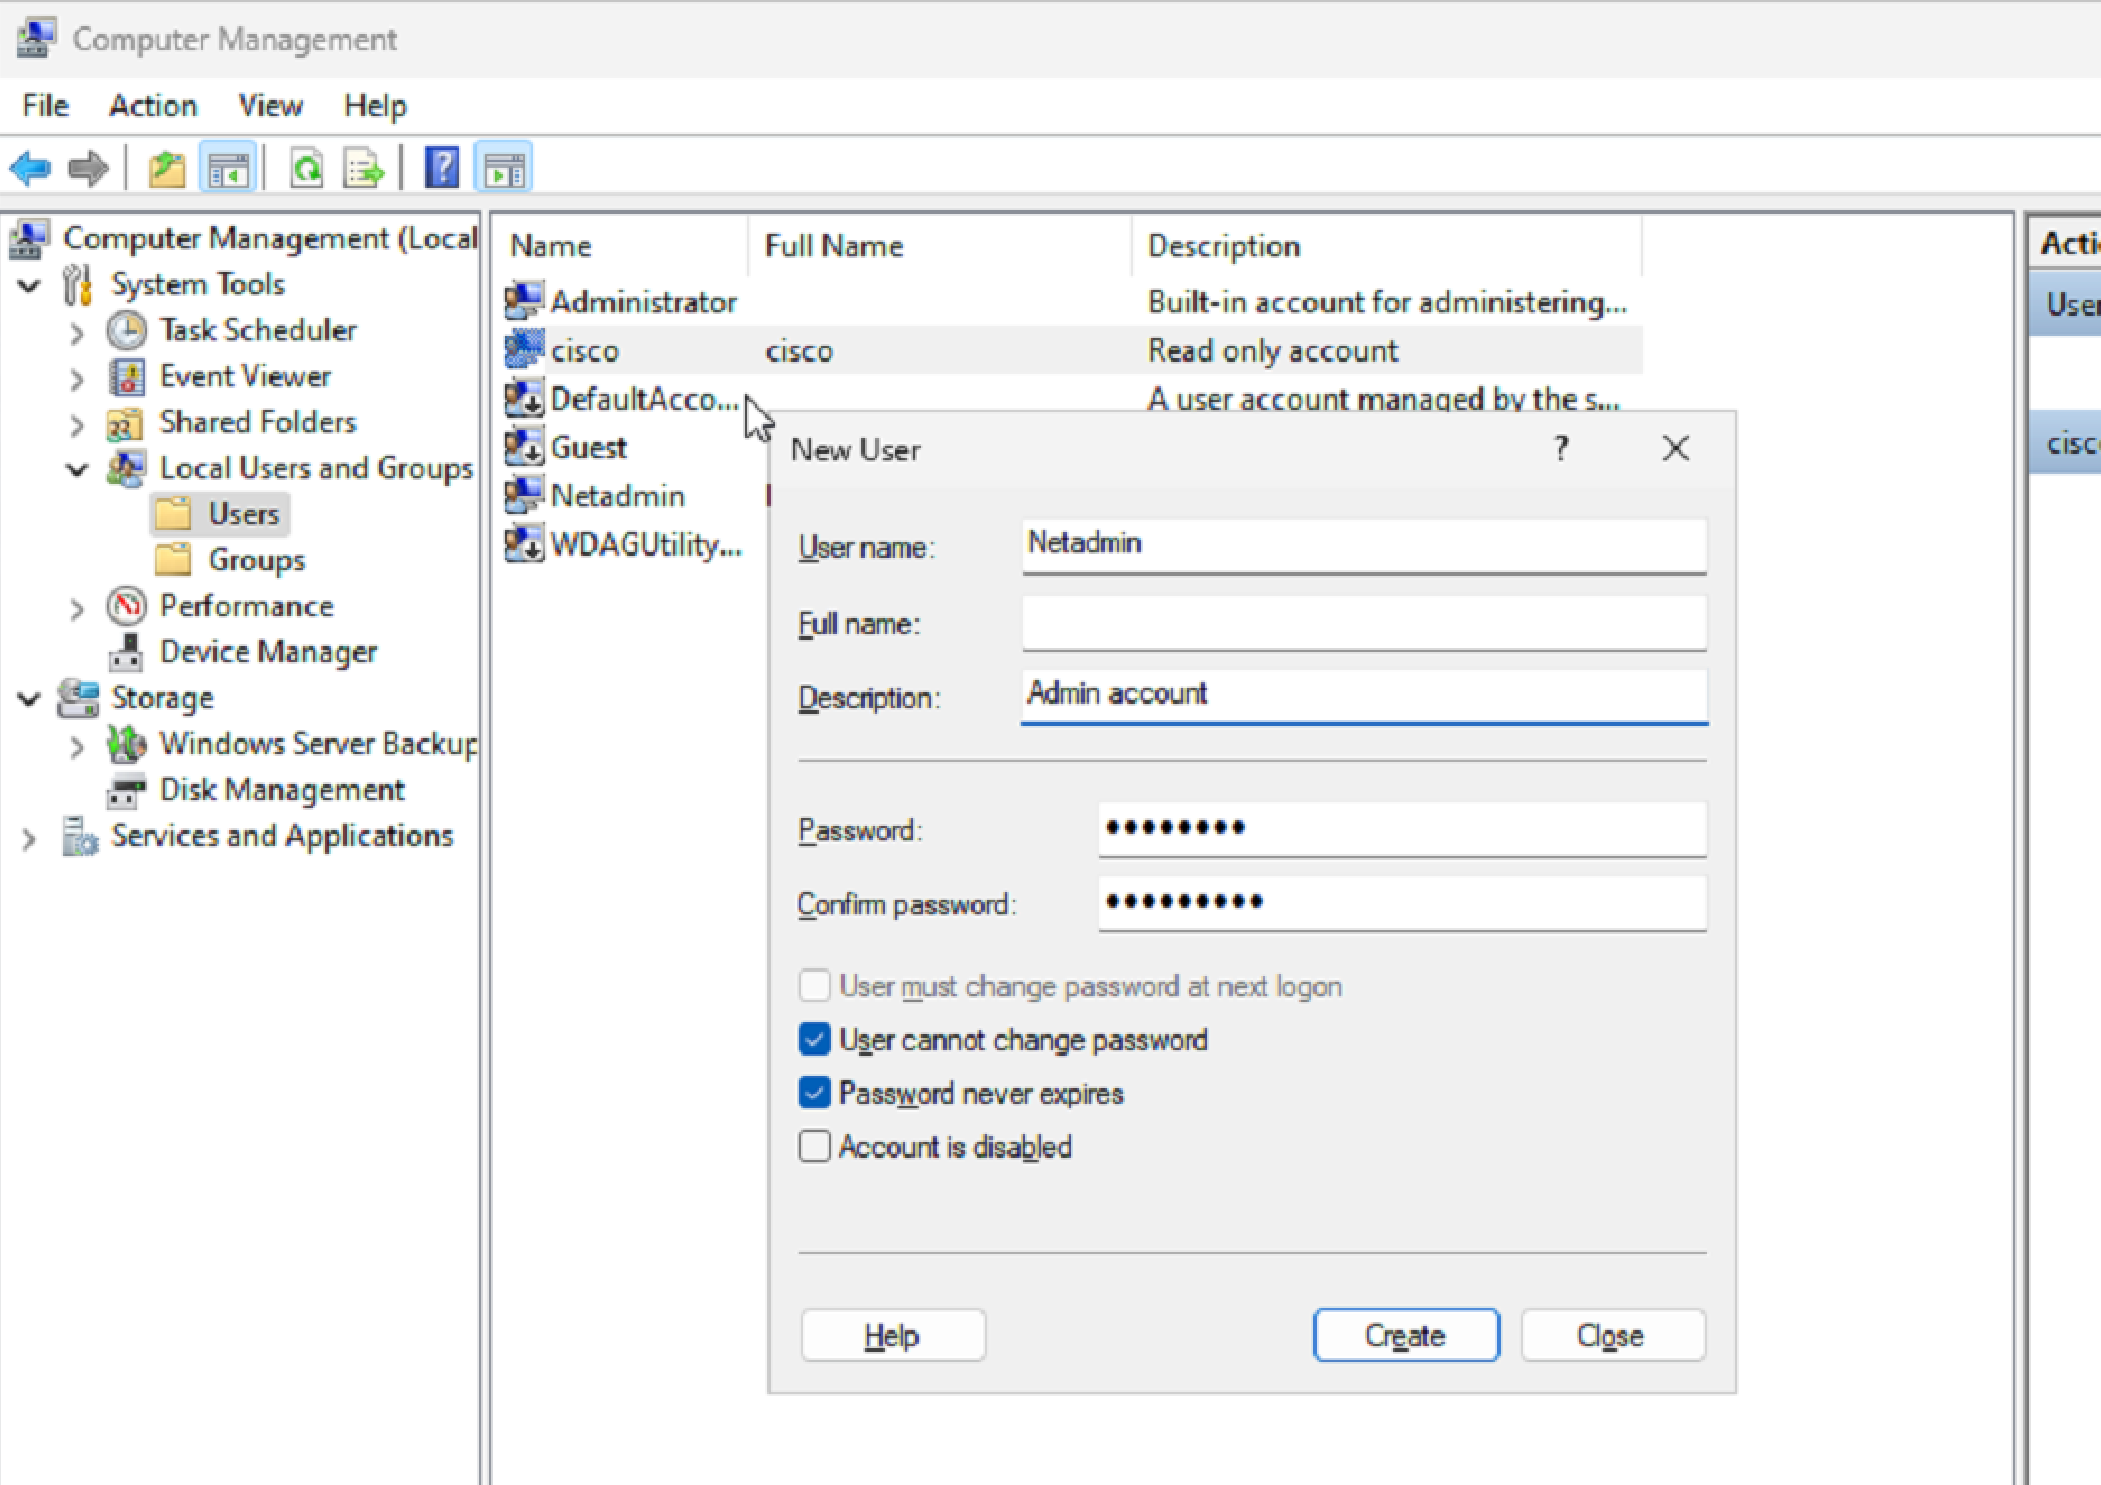 Computer Management
File Action View Help
Computer Management (Local
System Tools
Task Scheduler
Event Viewer
Shared Folders
Local Users and Groups
Users
Groups
Performance
Device Manager
Storage
Windows Server Backup
Disk Management
Services and Applications
Name Full Name Description
Administrator Built-in account for administering...
cisco cisco Read only account
DefaultAcco... A user account managed by the s...
Guest
Netadmin
WDAGUtility...
New User ?
User name: Netadmin
Full name:
Description: Admin account
Password: ●●●●●●●●
Confirm password: ●●●●●●●●●
User must change password at next logon
User cannot change password
Password never expires
Account is disabled
Help Create Close
Acti
User
cisc